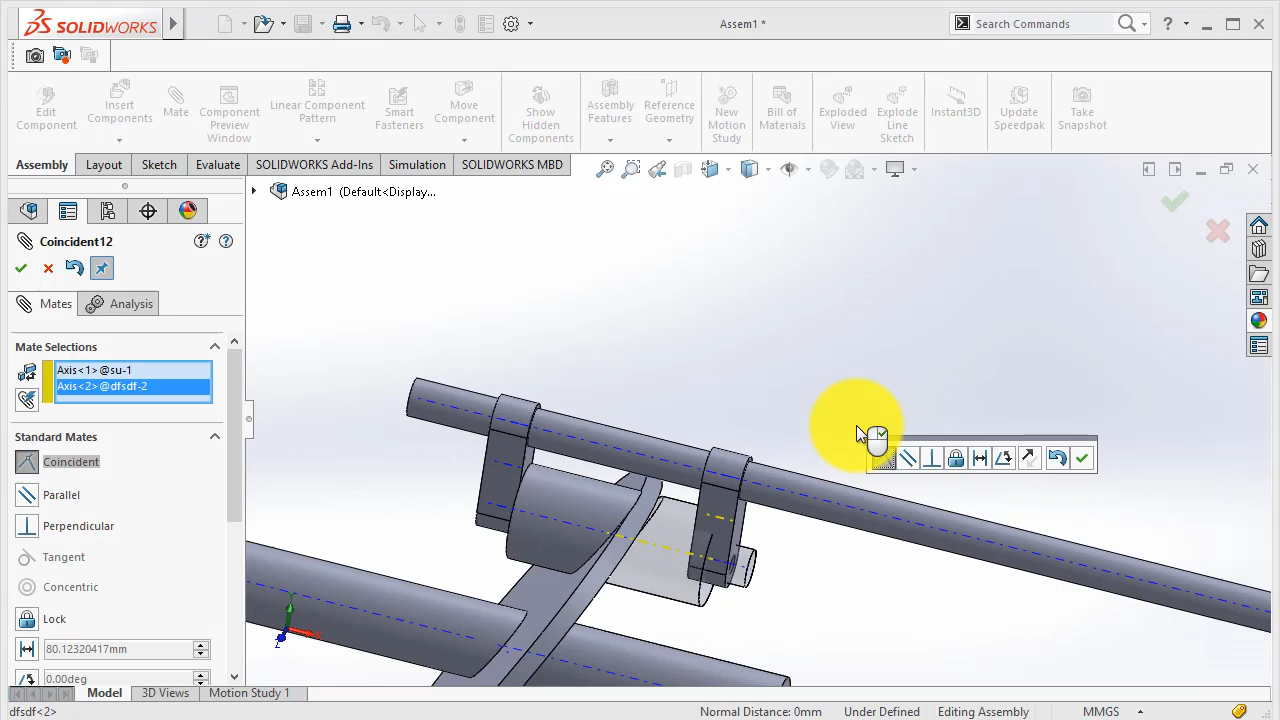 SOLIDWORKS
Assem1 *
Search Commands
?
Edit Component
Insert Components
Mate
Component Preview Window
Linear Component Pattern
Smart Fasteners
Move Component
Show Hidden Components
Assembly Features
Reference Geometry
New Motion Study
Bill of Materials
Exploded View
Explode Line Sketch
Instant3D
Update Speedpak
Take Snapshot
Assembly
Layout
Sketch
Evaluate
SOLIDWORKS Add-Ins
Simulation
SOLIDWORKS MBD
Assem1 (Default<Display...
Coincident12
Mates
Analysis
Mate Selections
Axis<1>@su-1
Axis<2>@dfsdf-2
Standard Mates
Coincident
Parallel
Perpendicular
Tangent
Concentric
Lock
80.12320417mm
0.00deg
Model
3D Views
Motion Study 1
dfsdf<2>
Normal Distance: 0mm
Under Defined
Editing Assembly
MMGS